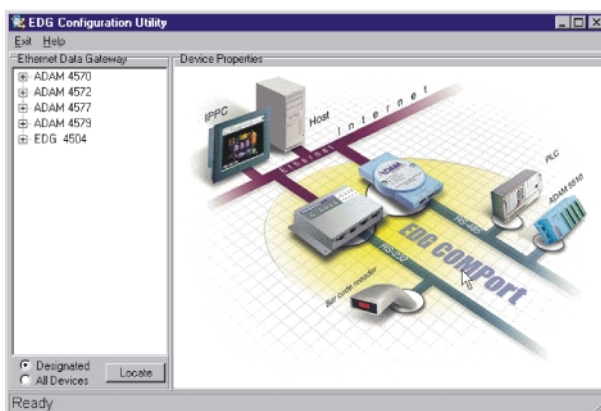 EDG Configuration Utility
Exit Help
Ethernet Data Gateway
Device Properties
ADAM 4570
ADAM 4572
ADAM 4577
ADAM 4579
EDG 4504
IPPC
Host
Internet
Ethernet
ADAM
PLC
ADAM 5510
RS-485
RS-232
EDG COMPort
Bar code reader
Designated
All Devices
Locate
Ready